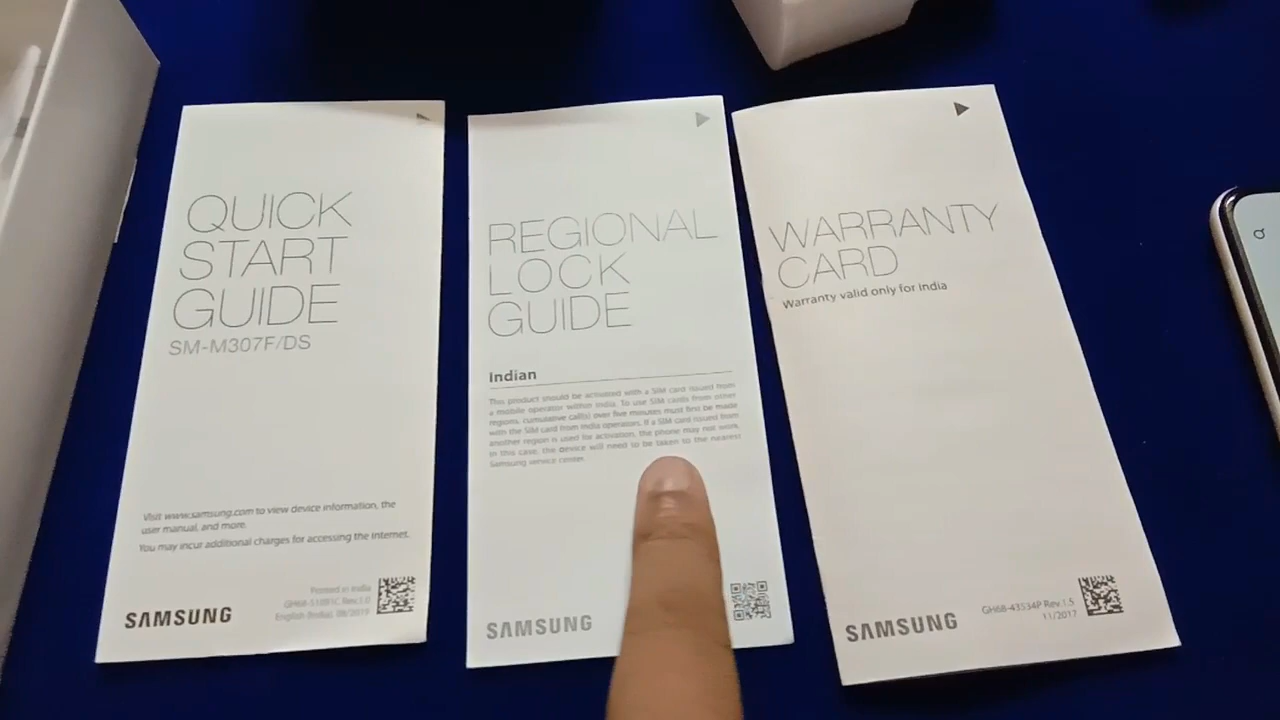 QUICK
START
GUIDE
SM-M307F/DS
Visit www.samsung.com to view device information, the
user manual, and more.
You may incur additional charges for accessing the Internet.
Printed in India
English (India). 09/2019
SAMSUNG
REGIONAL
LOCK
GUIDE
Indian
This product should be activated with a SIM card issued from
a mobile operator within India. To use SIM cards from other
regions, cumulative call(s) over five minutes must first be made
with the SIM card from India operators. If a SIM card issued from
another region is used for activation, the phone may not work.
In this case, the device will need to be taken to the nearest
Samsung service center.
SAMSUNG
WARRANTY
CARD
Warranty valid only for India
GH68-43534P Rev.1.5
11/2017
SAMSUNG